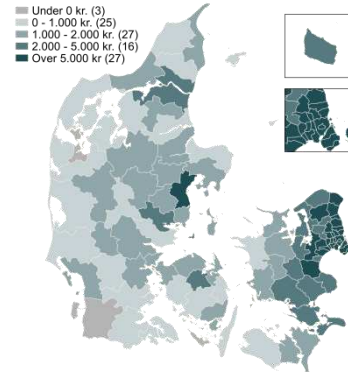 Under 0 kr. (3)
0 - 1.000 kr. (25)
1.000 - 2.000 kr. (27)
2.000 - 5.000 kr. (16)
Over 5.000 kr (27)